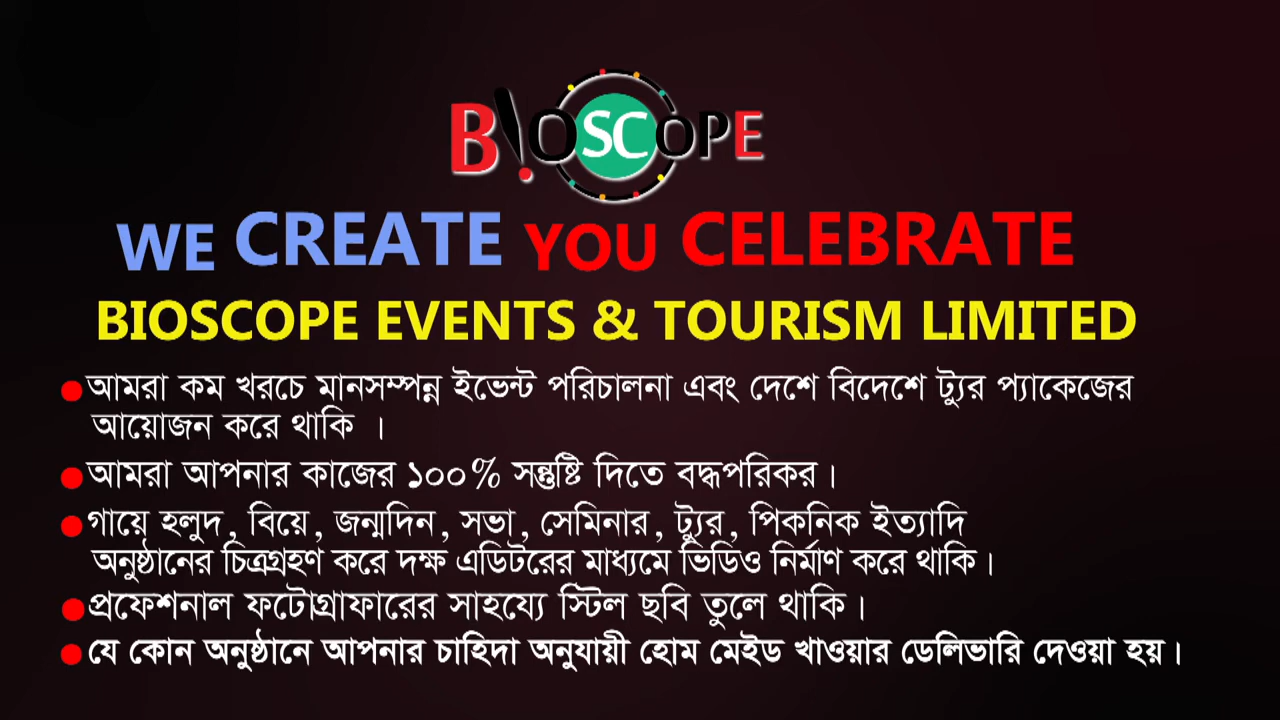 BIOSCOPE
WE CREATE YOU CELEBRATE
BIOSCOPE EVENTS & TOURISM LIMITED
আমরা কম খরচে মানসম্পন্ন ইভেন্ট পরিচালনা এবং দেশে বিদেশে ট্যুর প্যাকেজের
আয়োজন করে থাকি ।
আমরা আপনার কাজের ১০০% সন্তুষ্টি দিতে বদ্ধপরিকর।
গায়ে হলুদ, বিয়ে, জন্মদিন, সভা, সেমিনার, ট্যুর, পিকনিক ইত্যাদি
অনুষ্ঠানের চিত্রগ্রহণ করে দক্ষ এডিটরের মাধ্যমে ভিডিও নির্মাণ করে থাকি।
প্রফেশনাল ফটোগ্রাফারের সাহয্যে স্টিল ছবি তুলে থাকি।
যে কোন অনুষ্ঠানে আপনার চাহিদা অনুযায়ী হোম মেইড খাওয়ার ডেলিভারি দেওয়া হয়।